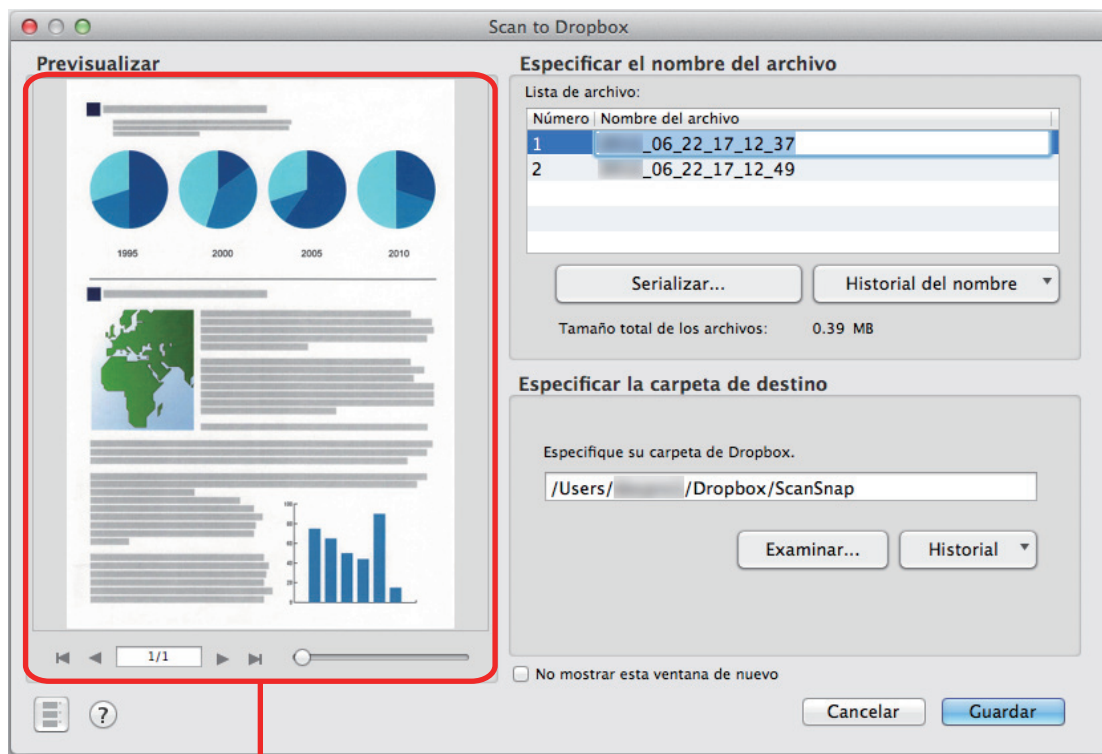 Scan to Dropbox
Previsualizar
1995 2000 2005 2010
1/1
Especificar el nombre del archivo
Lista de archivo:
Número Nombre del archivo
1 _06_22_17_12_37
2 _06_22_17_12_49
Serializar... Historial del nombre
Tamaño total de los archivos: 0.39 MB
Especificar la carpeta de destino
Especifique su carpeta de Dropbox.
/Users/ /Dropbox/ScanSnap
Examinar... Historial
No mostrar esta ventana de nuevo
?
Cancelar Guardar